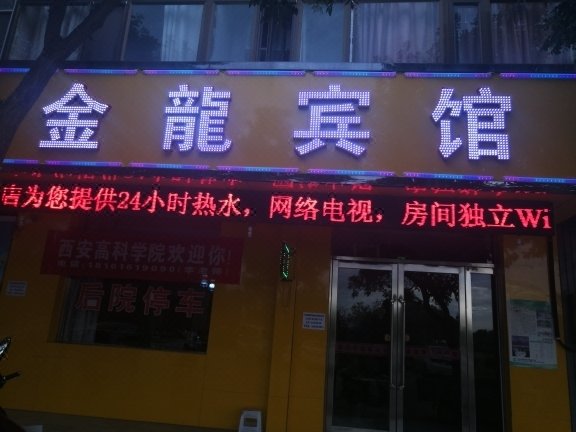 金龍宾馆
店为您提供24小时热水，网络电视，房间独立Wi
西安高科学院欢迎你!
后院停车